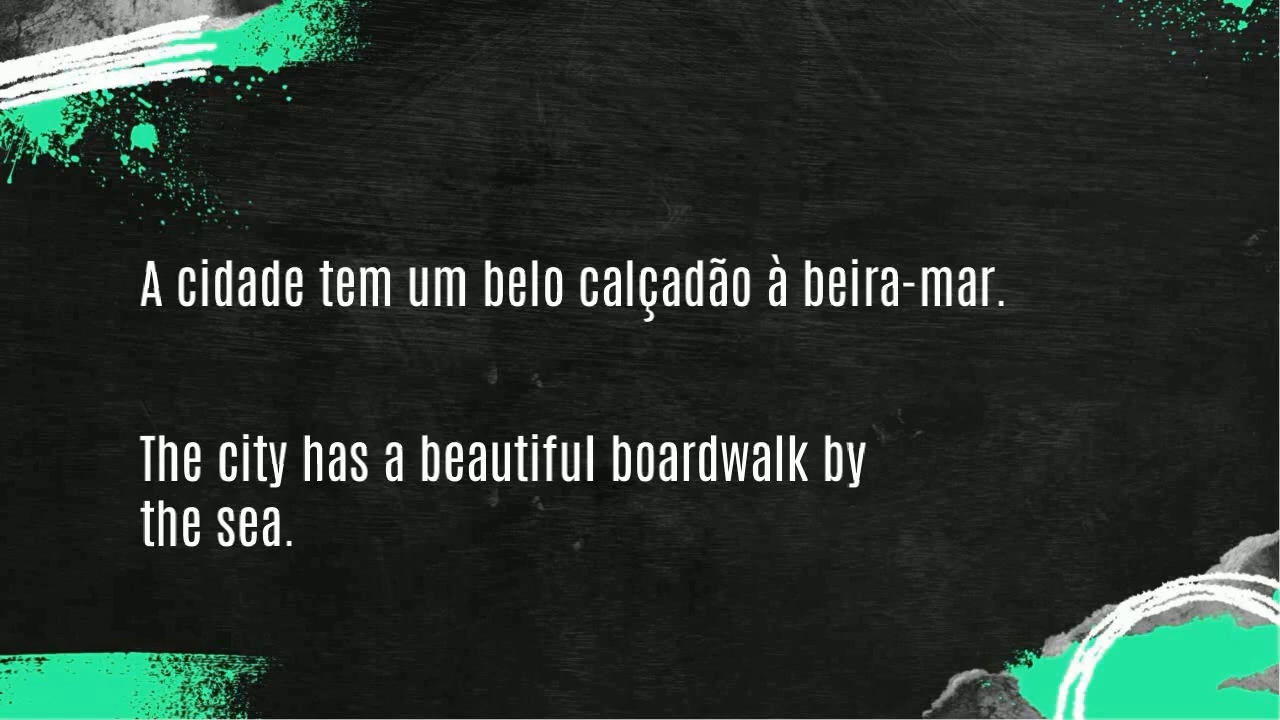 A cidade tem um belo calçadão à beira-mar.
The city has a beautiful boardwalk by
the sea.